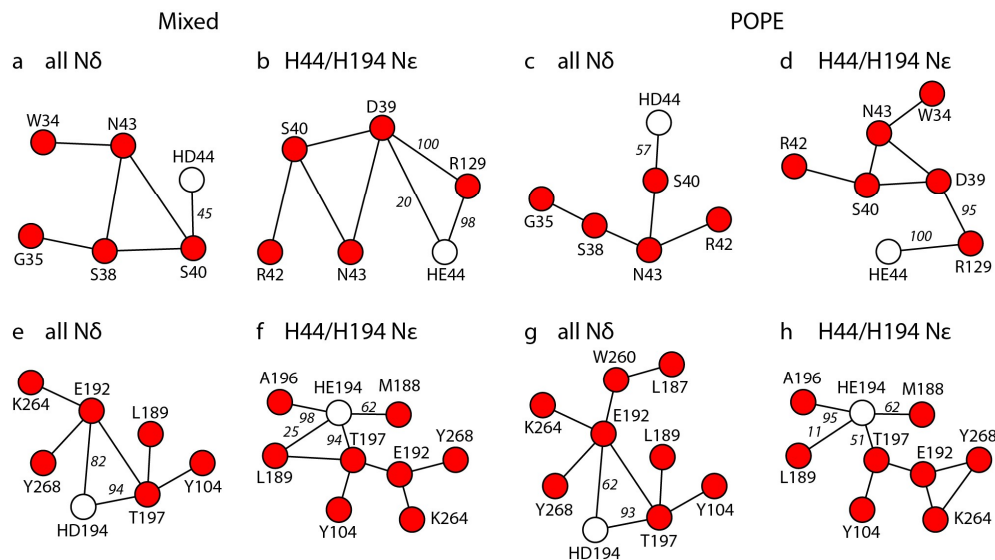 Mixed
POPE
a all Nδ
b H44/H194 Nε
c all Nδ
d H44/H194 Nε
W34
N43
HD44
45
G35
S38
S40
D39
S40
100
R129
20
98
R42
N43
HE44
HD44
57
S40
G35
S38
R42
N43
N43
W34
R42
D39
S40
95
100
HE44
R129
e all Nδ
f H44/H194 Nε
g all Nδ
h H44/H194 Nε
E192
K264
L189
82
94
Y268
Y104
HD194
T197
A196
HE194
M188
98
62
25
94
T197
E192
Y268
L189
Y104
K264
W260
L187
E192
K264
L189
62
93
Y268
Y104
HD194
T197
A196
HE194
M188
95
62
11
51
T197
E192
Y268
L189
Y104
K264